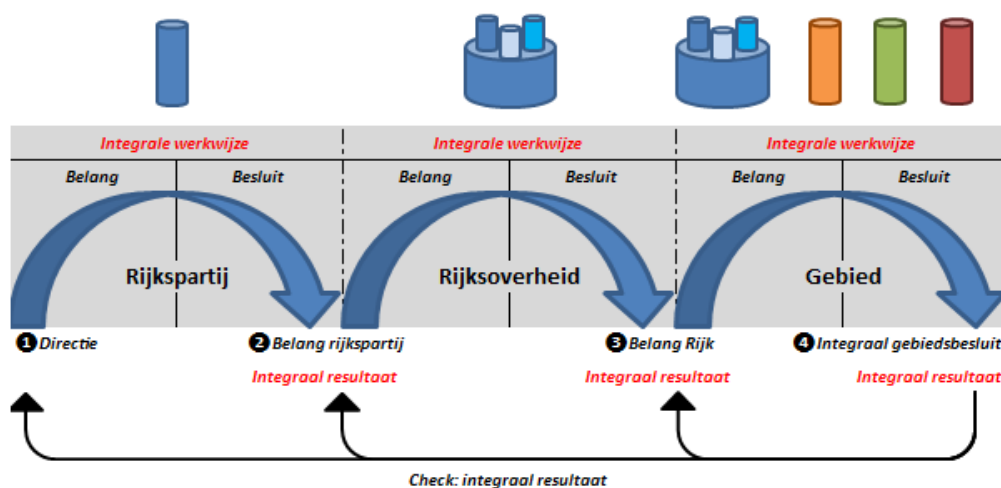 Integrale werkwijze Integrale werkwijze Integrale werkwijze
Belang Besluit Belang Besluit Belang Besluit
Rijkspartij Rijksoverheid Gebied
1 Directie 2 Belang rijkspartij 3 Belang Rijk 4 Integraal gebiedsbesluit
Integraal resultaat Integraal resultaat Integraal resultaat
Check: integraal resultaat